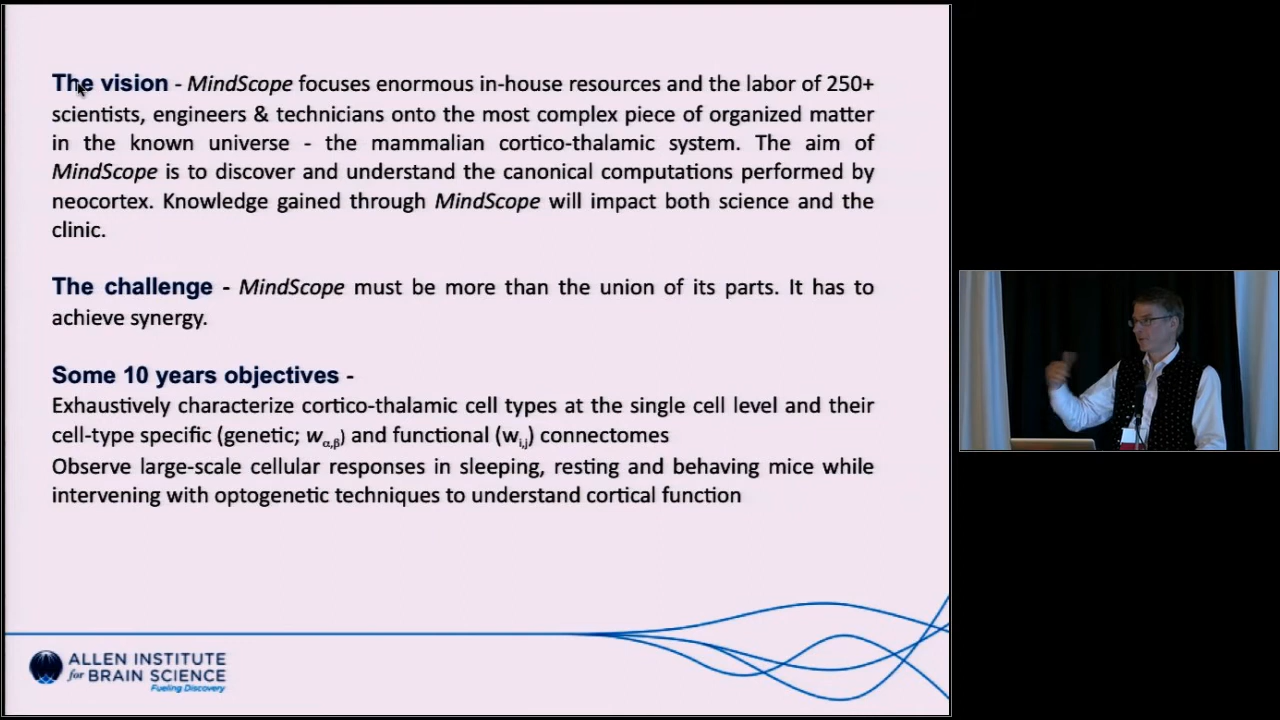 The vision - MindScope focuses enormous in-house resources and the labor of 250+
scientists, engineers & technicians onto the most complex piece of organized matter
in the known universe - the mammalian cortico-thalamic system. The aim of
MindScope is to discover and understand the canonical computations performed by
neocortex. Knowledge gained through MindScope will impact both science and the
clinic.
The challenge - MindScope must be more than the union of its parts. It has to
achieve synergy.
Some 10 years objectives -
Exhaustively characterize cortico-thalamic cell types at the single cell level and their
cell-type specific (genetic; wα,β) and functional (wi,j) connectomes
Observe large-scale cellular responses in sleeping, resting and behaving mice while
intervening with optogenetic techniques to understand cortical function
ALLEN INSTITUTE
for BRAIN SCIENCE
Fueling Discovery